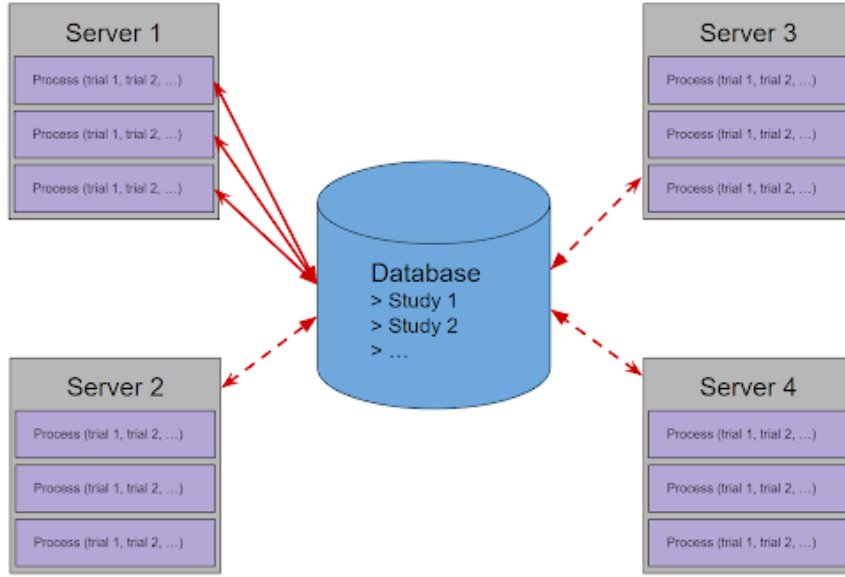 Server 1
Process (trial 1, trial 2, …)
Process (trial 1, trial 2, …)
Process (trial 1, trial 2, …)
Server 3
Process (trial 1, trial 2, …)
Process (trial 1, trial 2, …)
Process (trial 1, trial 2, …)
Database
> Study 1
> Study 2
> …
Server 2
Process (trial 1, trial 2, …)
Process (trial 1, trial 2, …)
Process (trial 1, trial 2, …)
Server 4
Process (trial 1, trial 2, …)
Process (trial 1, trial 2, …)
Process (trial 1, trial 2, …)